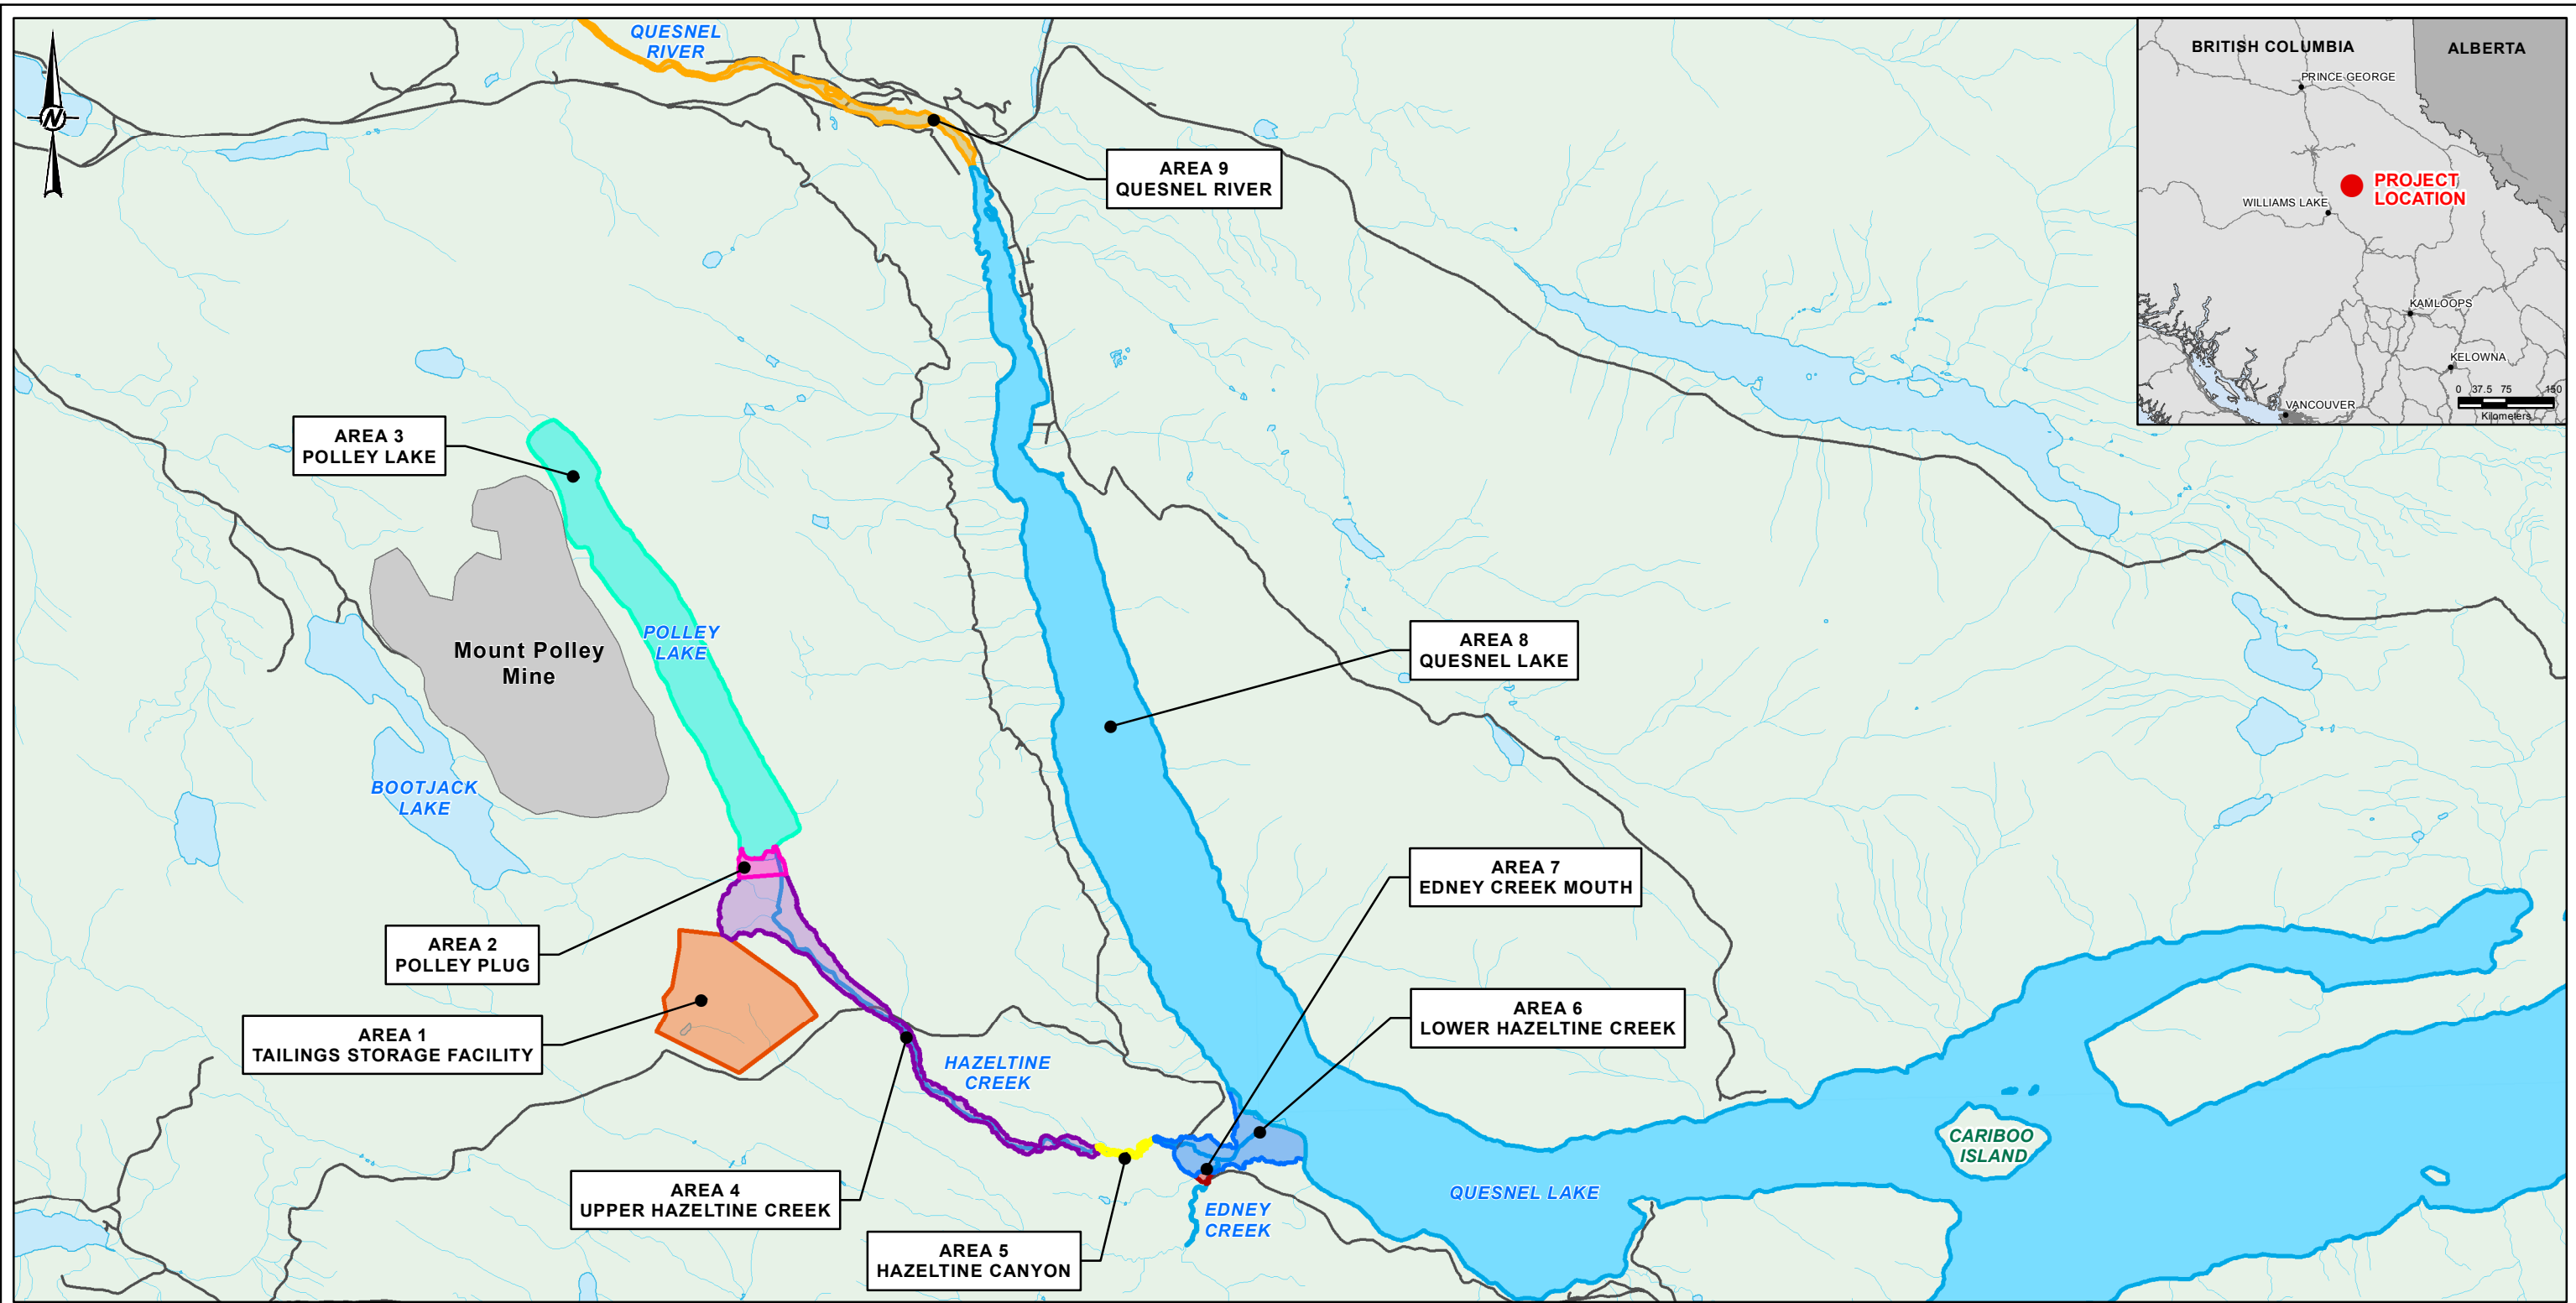 QUESNEL
RIVER
N
AREA 9
QUESNEL RIVER
BRITISH COLUMBIA
ALBERTA
PRINCE GEORGE
PROJECT
LOCATION
WILLIAMS LAKE
KAMLOOPS
KELOWNA
0 37.5 75 150
Kilometers
VANCOUVER
AREA 3
POLLEY LAKE
Mount Polley
Mine
POLLEY
LAKE
AREA 8
QUESNEL LAKE
BOOTJACK
LAKE
AREA 7
EDNEY CREEK MOUTH
AREA 2
POLLEY PLUG
AREA 6
LOWER HAZELTINE CREEK
AREA 1
TAILINGS STORAGE FACILITY
HAZELTINE
CREEK
CARIBOO
ISLAND
AREA 4
UPPER HAZELTINE CREEK
QUESNEL LAKE
EDNEY
CREEK
AREA 5
HAZELTINE CANYON